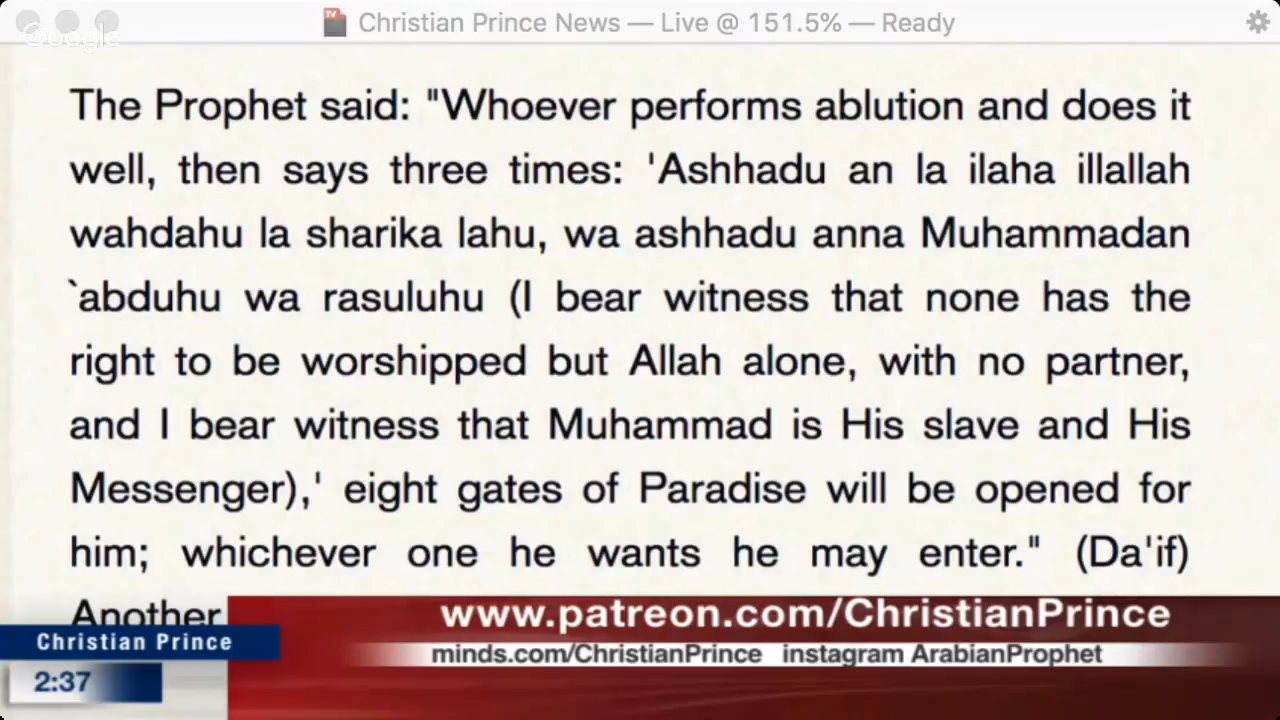 Christian Prince News — Live @ 151.5% — Ready
Google
The Prophet said: "Whoever performs ablution and does it
well, then says three times: 'Ashhadu an la ilaha illallah
wahdahu la sharika lahu, wa ashhadu anna Muhammadan
`abduhu wa rasuluhu (I bear witness that none has the
right to be worshipped but Allah alone, with no partner,
and I bear witness that Muhammad is His slave and His
Messenger),' eight gates of Paradise will be opened for
him; whichever one he wants he may enter." (Da'if)
Another
www.patreon.com/ChristianPrince
Christian Prince
minds.com/ChristianPrince instagram ArabianProphet
2:37